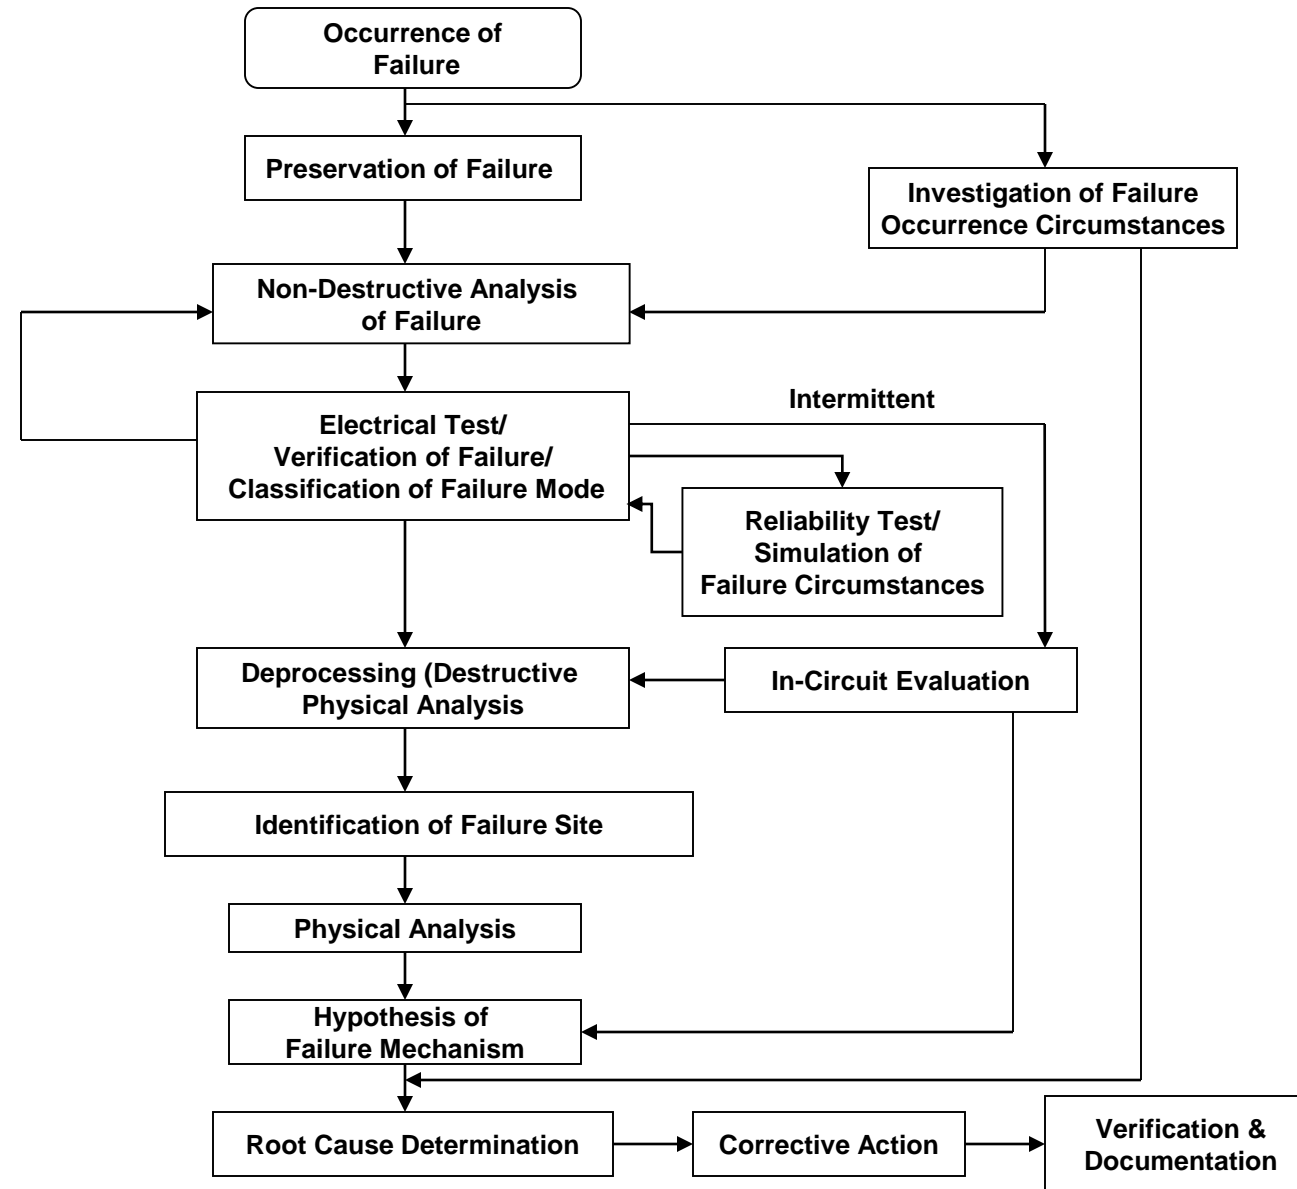 Occurrence of
Failure
Preservation of Failure
Investigation of Failure
Occurrence Circumstances
Non-Destructive Analysis
of Failure
Intermittent
Electrical Test/
Verification of Failure/
Classification of Failure Mode
Reliability Test/
Simulation of
Failure Circumstances
Deprocessing (Destructive
Physical Analysis
In-Circuit Evaluation
Identification of Failure Site
Physical Analysis
Hypothesis of
Failure Mechanism
Root Cause Determination
Corrective Action
Verification &
Documentation